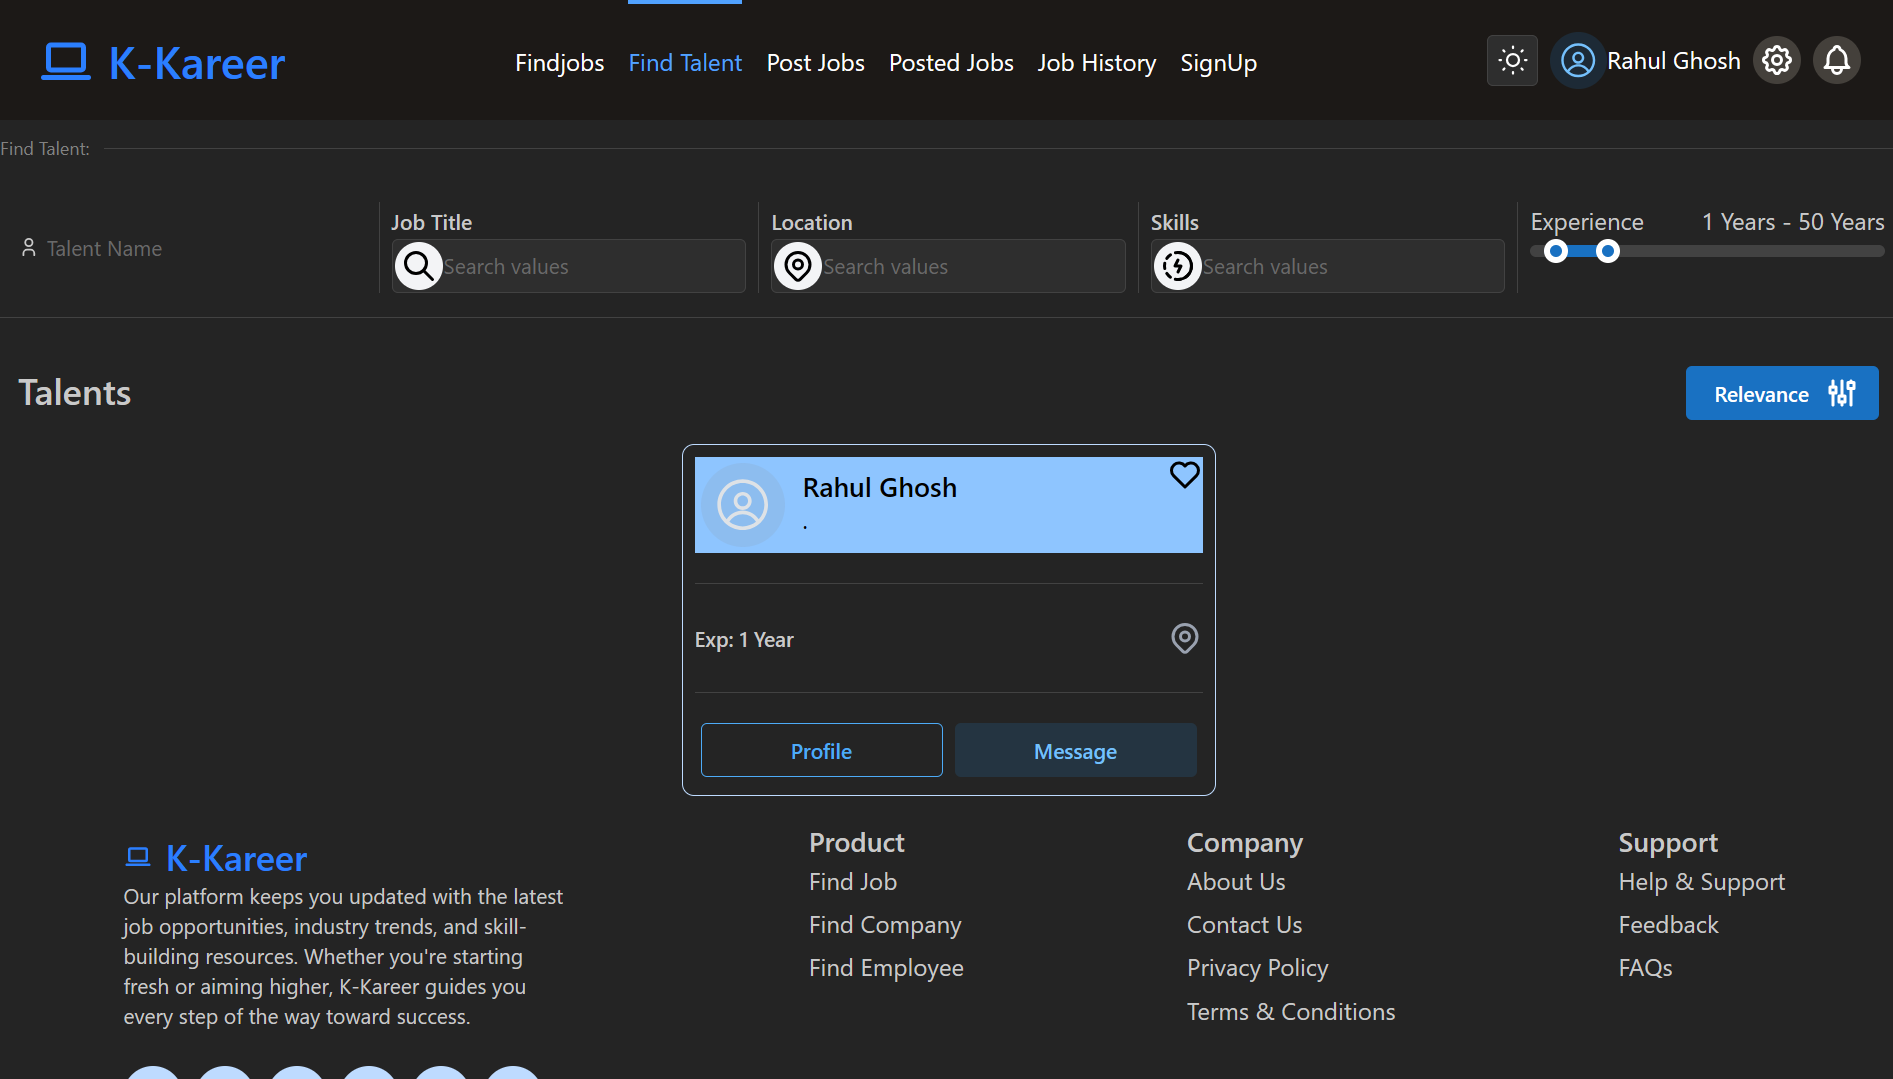 K-Kareer
Findjobs Find Talent Post Jobs Posted Jobs Job History SignUp
Rahul Ghosh
Find Talent:
Talent Name
Job Title
Search values
Location
Search values
Skills
Search values
Experience 1 Years - 50 Years
Talents
Relevance
Rahul Ghosh
.
Exp: 1 Year
Profile
Message
K-Kareer
Our platform keeps you updated with the latest
job opportunities, industry trends, and skill-
building resources. Whether you're starting
fresh or aiming higher, K-Kareer guides you
every step of the way toward success.
Product
Find Job
Find Company
Find Employee
Company
About Us
Contact Us
Privacy Policy
Terms & Conditions
Support
Help & Support
Feedback
FAQs